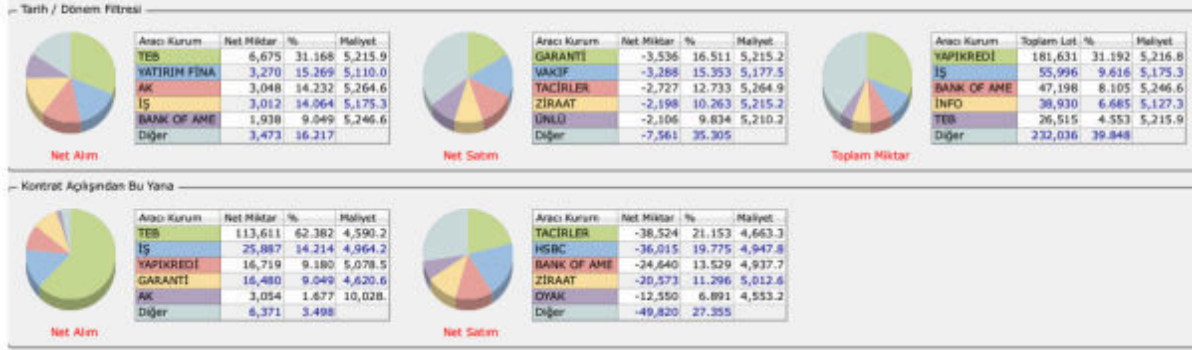 Tarih / Dönem Filtresi
Aracı Kurum Net Miktar % Maliyet
TEB 6,675 31.168 5,215.9
YATIRIM FİNA 3,270 15.269 5,110.0
AK 3,048 14.232 5,264.6
İŞ 3,012 14.064 5,175.3
BANK OF AME 1,938 9.049 5,246.6
Diğer 3,473 16.217
Net Alım
Aracı Kurum Net Miktar % Maliyet
GARANTİ -3,536 16.511 5,215.2
VAKIF -3,288 15.353 5,177.5
TACİRLER -2,727 12.733 5,264.9
ZİRAAT -2,198 10.263 5,215.2
ÜNLÜ -2,106 9.834 5,210.2
Diğer -7,561 35.305
Net Satım
Aracı Kurum Toplam Lot % Maliyet
YAPIKREDİ 181,631 31.192 5,216.8
İŞ 55,996 9.616 5,175.3
BANK OF AME 47,198 8.105 5,246.6
İNFO 38,930 6.685 5,127.3
TEB 26,515 4.553 5,215.9
Diğer 232,036 39.848
Toplam Miktar
Kontrat Açılışından Bu Yana
Aracı Kurum Net Miktar % Maliyet
TEB 113,611 62.382 4,590.2
İŞ 25,887 14.214 4,964.2
YAPIKREDİ 16,719 9.180 5,078.5
GARANTİ 16,480 9.049 4,620.6
AK 3,054 1.677 10,028.
Diğer 6,371 3.498
Net Alım
Aracı Kurum Net Miktar % Maliyet
TACİRLER -38,524 21.153 4,663.3
HSBC -36,015 19.775 4,947.8
BANK OF AME -24,640 13.529 4,937.7
ZİRAAT -20,573 11.296 5,012.6
OYAK -12,550 6.891 4,553.2
Diğer -49,820 27.355
Net Satım